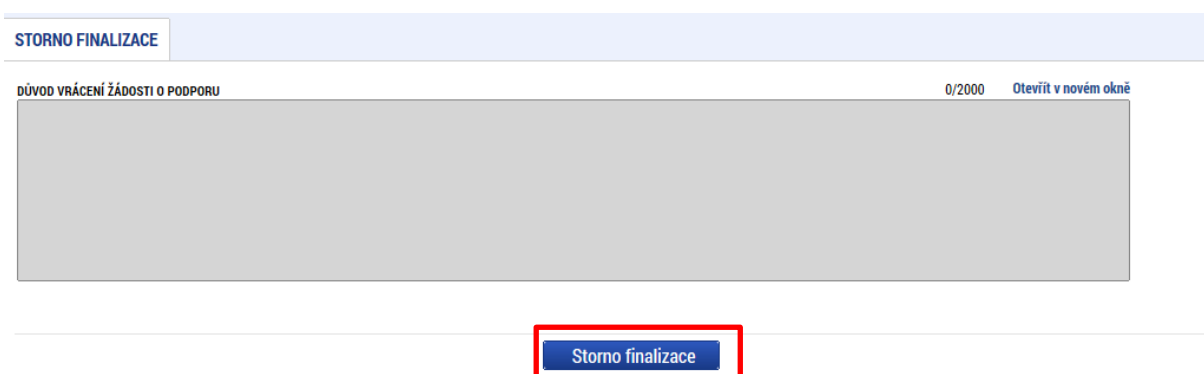 STORNO FINALIZACE
DŮVOD VRÁCENÍ ŽÁDOSTI O PODPORU 0/2000 Otevřít v novém okně
Storno finalizace